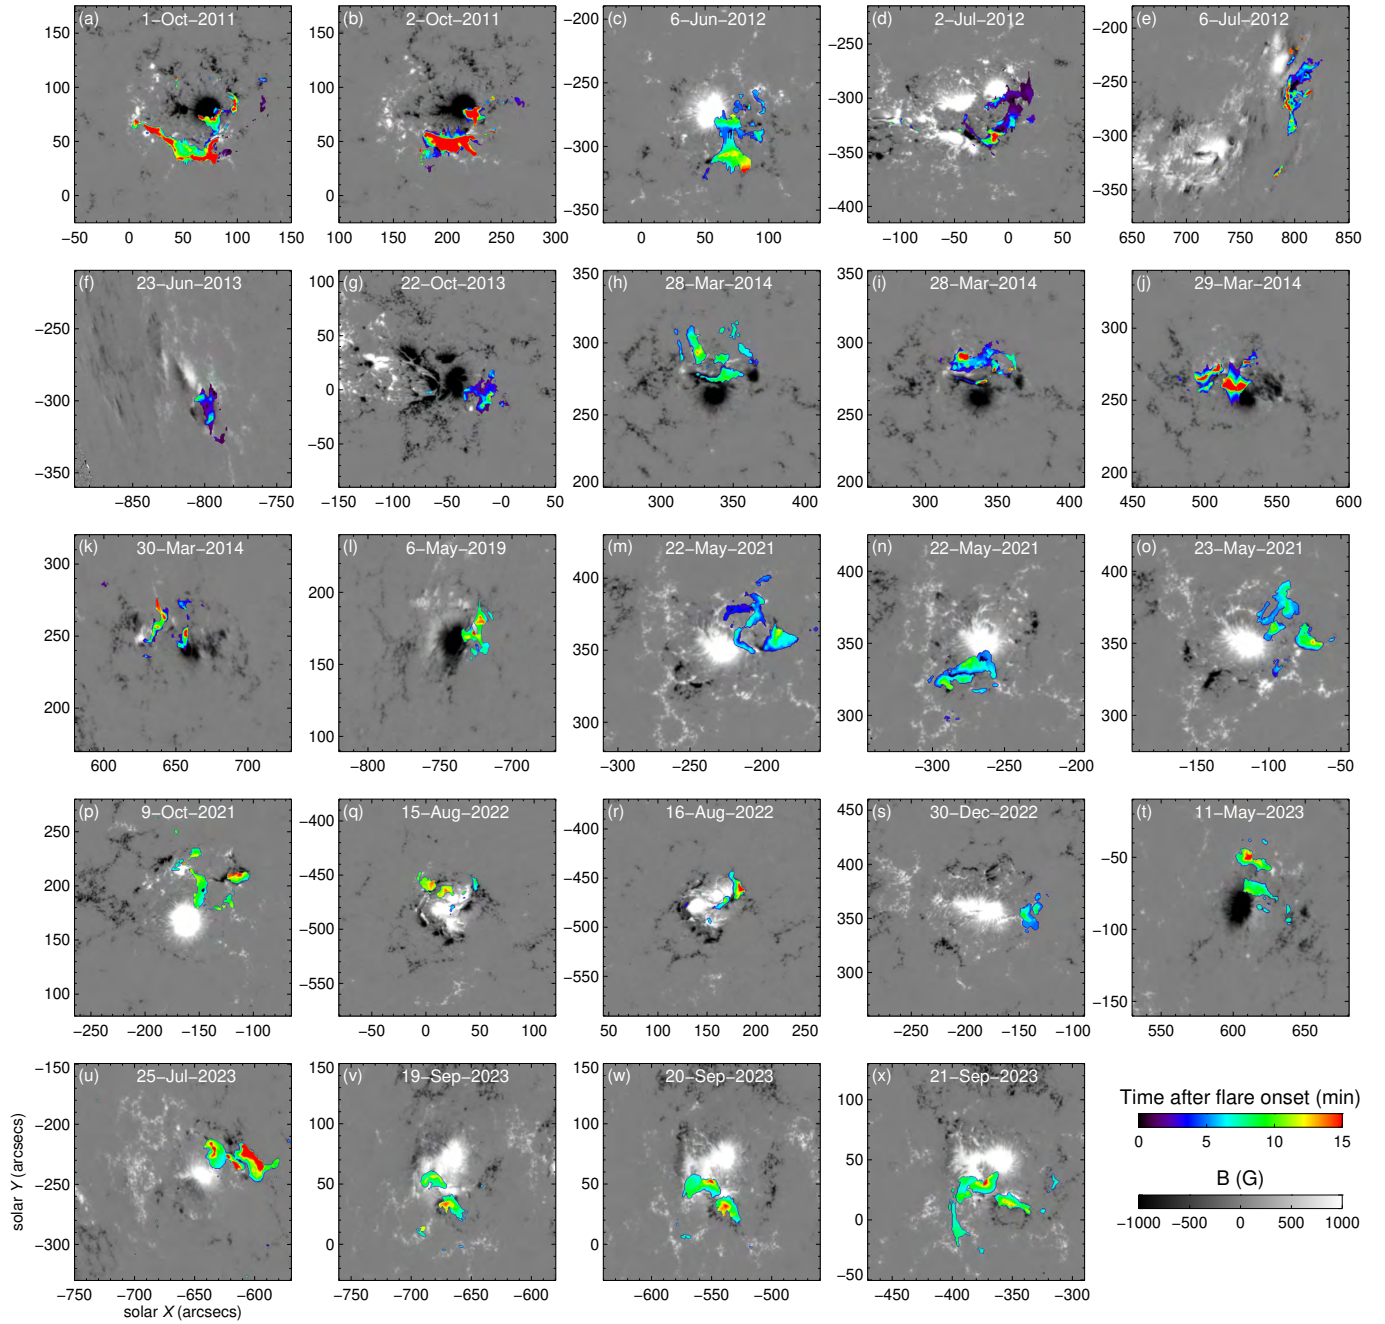 (a) 1-Oct-2011
(b) 2-Oct-2011
(c) 6-Jun-2012
(d) 2-Jul-2012
(e) 6-Jul-2012
150
100
50
0
−50 0 50 100 150
150
100
50
0
100 150 200 250 300
−200
−250
−300
−350
0 50 100
−250
−300
−350
−400
−100 −50 0 50
−200
−250
−300
−350
650 700 750 800 850
(f) 23-Jun-2013
(g) 22-Oct-2013
(h) 28-Mar-2014
(i) 28-Mar-2014
(j) 29-Mar-2014
−250
−300
−350
−850 −800 −750
100
50
0
−50
−150 −100 −50 −0 50
350
300
250
200
300 350 400
350
300
250
200
300 350 400
300
250
200
450 500 550 600
(k) 30-Mar-2014
(l) 6-May-2019
(m) 22-May-2021
(n) 22-May-2021
(o) 23-May-2021
300
250
200
600 650 700
200
150
100
−800 −750 −700
400
350
300
−300 −250 −200
400
350
300
−300 −250 −200
400
350
300
−150 −100 −50
(p) 9-Oct-2021
(q) 15-Aug-2022
(r) 16-Aug-2022
(s) 30-Dec-2022
(t) 11-May-2023
250
200
150
100
−250 −200 −150 −100
−400
−450
−500
−550
−50 0 50 100
−400
−450
−500
−550
50 100 150 200 250
450
400
350
300
−250 −200 −150 −100
−50
−100
−150
550 600 650
(u) 25-Jul-2023
(v) 19-Sep-2023
(w) 20-Sep-2023
(x) 21-Sep-2023
−150
−200
−250
−300
solar Y (arcsecs)
−750 −700 −650 −600
solar X (arcsecs)
150
100
50
0
−750 −700 −650 −600
150
100
50
0
−600 −550 −500
100
50
0
−50
−450 −400 −350 −300
Time after flare onset (min)
0 5 10 15
B (G)
−1000 −500 0 500 1000